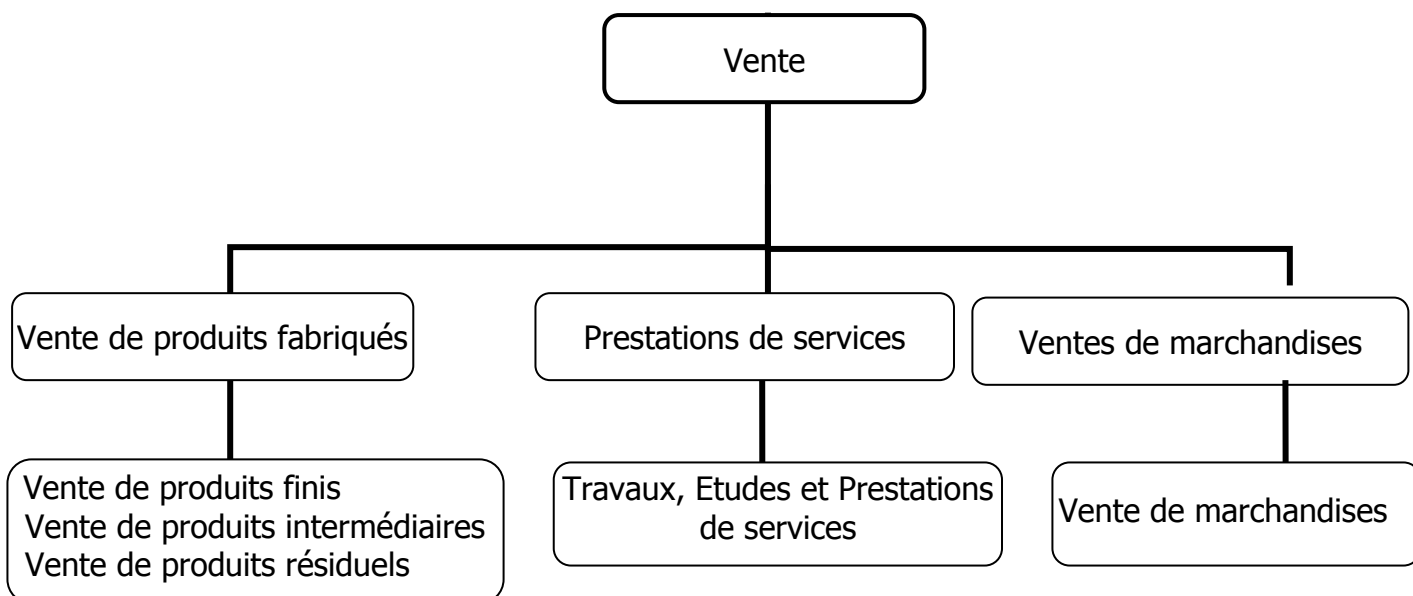 Vente
Vente de produits fabriqués
Prestations de services
Ventes de marchandises
Vente de produits finis
Vente de produits intermédiaires
Vente de produits résiduels
Travaux, Etudes et Prestations
de services
Vente de marchandises